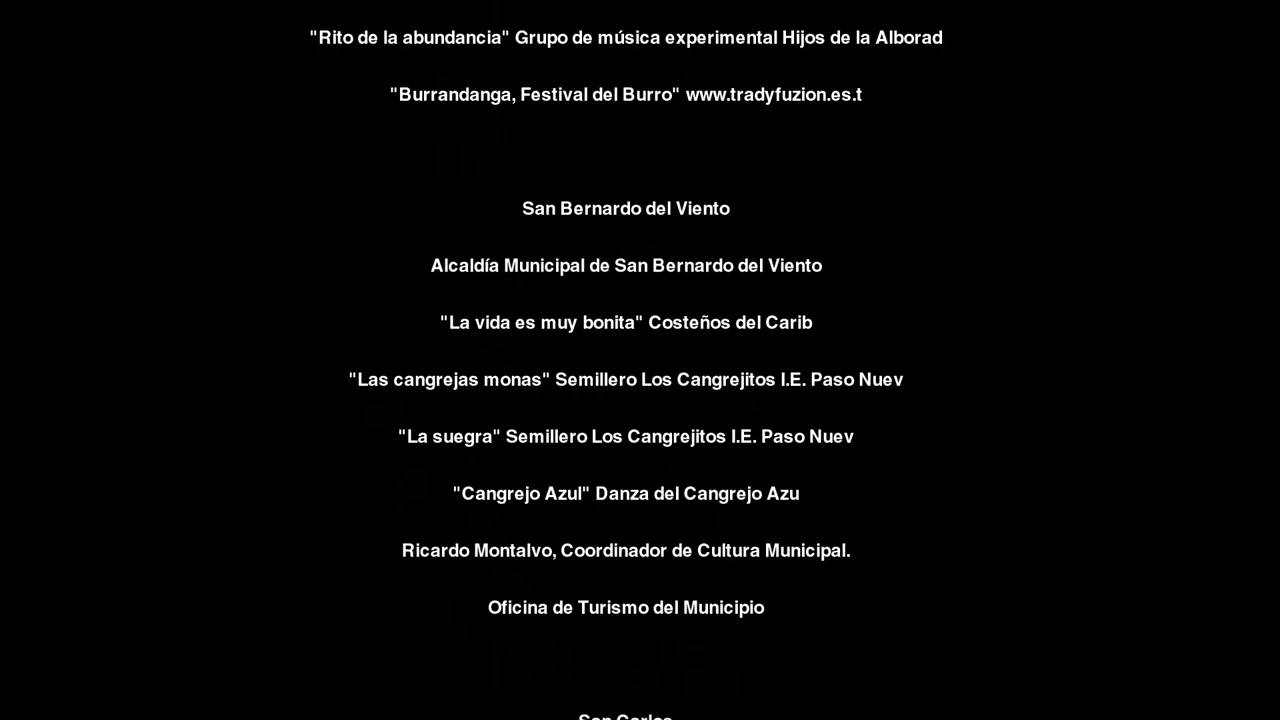 "Rito de la abundancia" Grupo de música experimental Hijos de la Alborad
"Burrandanga, Festival del Burro" www.tradyfuzion.es.t
San Bernardo del Viento
Alcaldía Municipal de San Bernardo del Viento
"La vida es muy bonita" Costeños del Carib
"Las cangrejas monas" Semillero Los Cangrejitos I.E. Paso Nuev
"La suegra" Semillero Los Cangrejitos I.E. Paso Nuev
"Cangrejo Azul" Danza del Cangrejo Azu
Ricardo Montalvo, Coordinador de Cultura Municipal.
Oficina de Turismo del Municipio
San Carlos